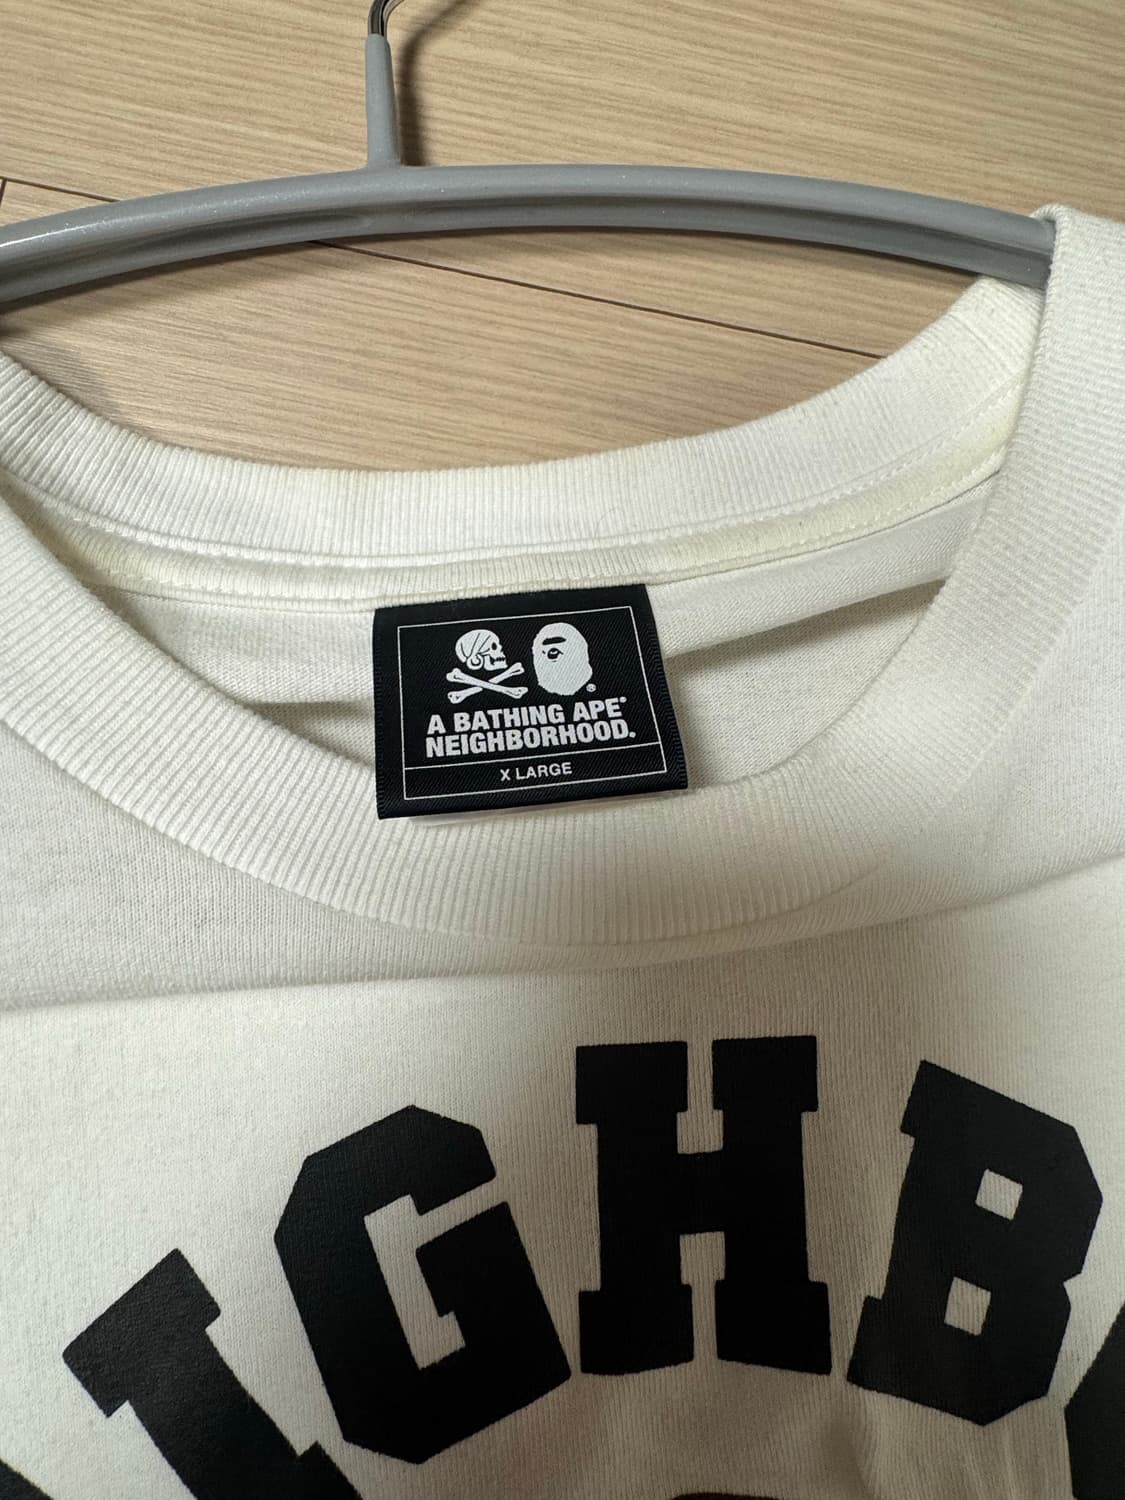 A BATHING APE®
NEIGHBORHOOD.
X LARGE
IGHB